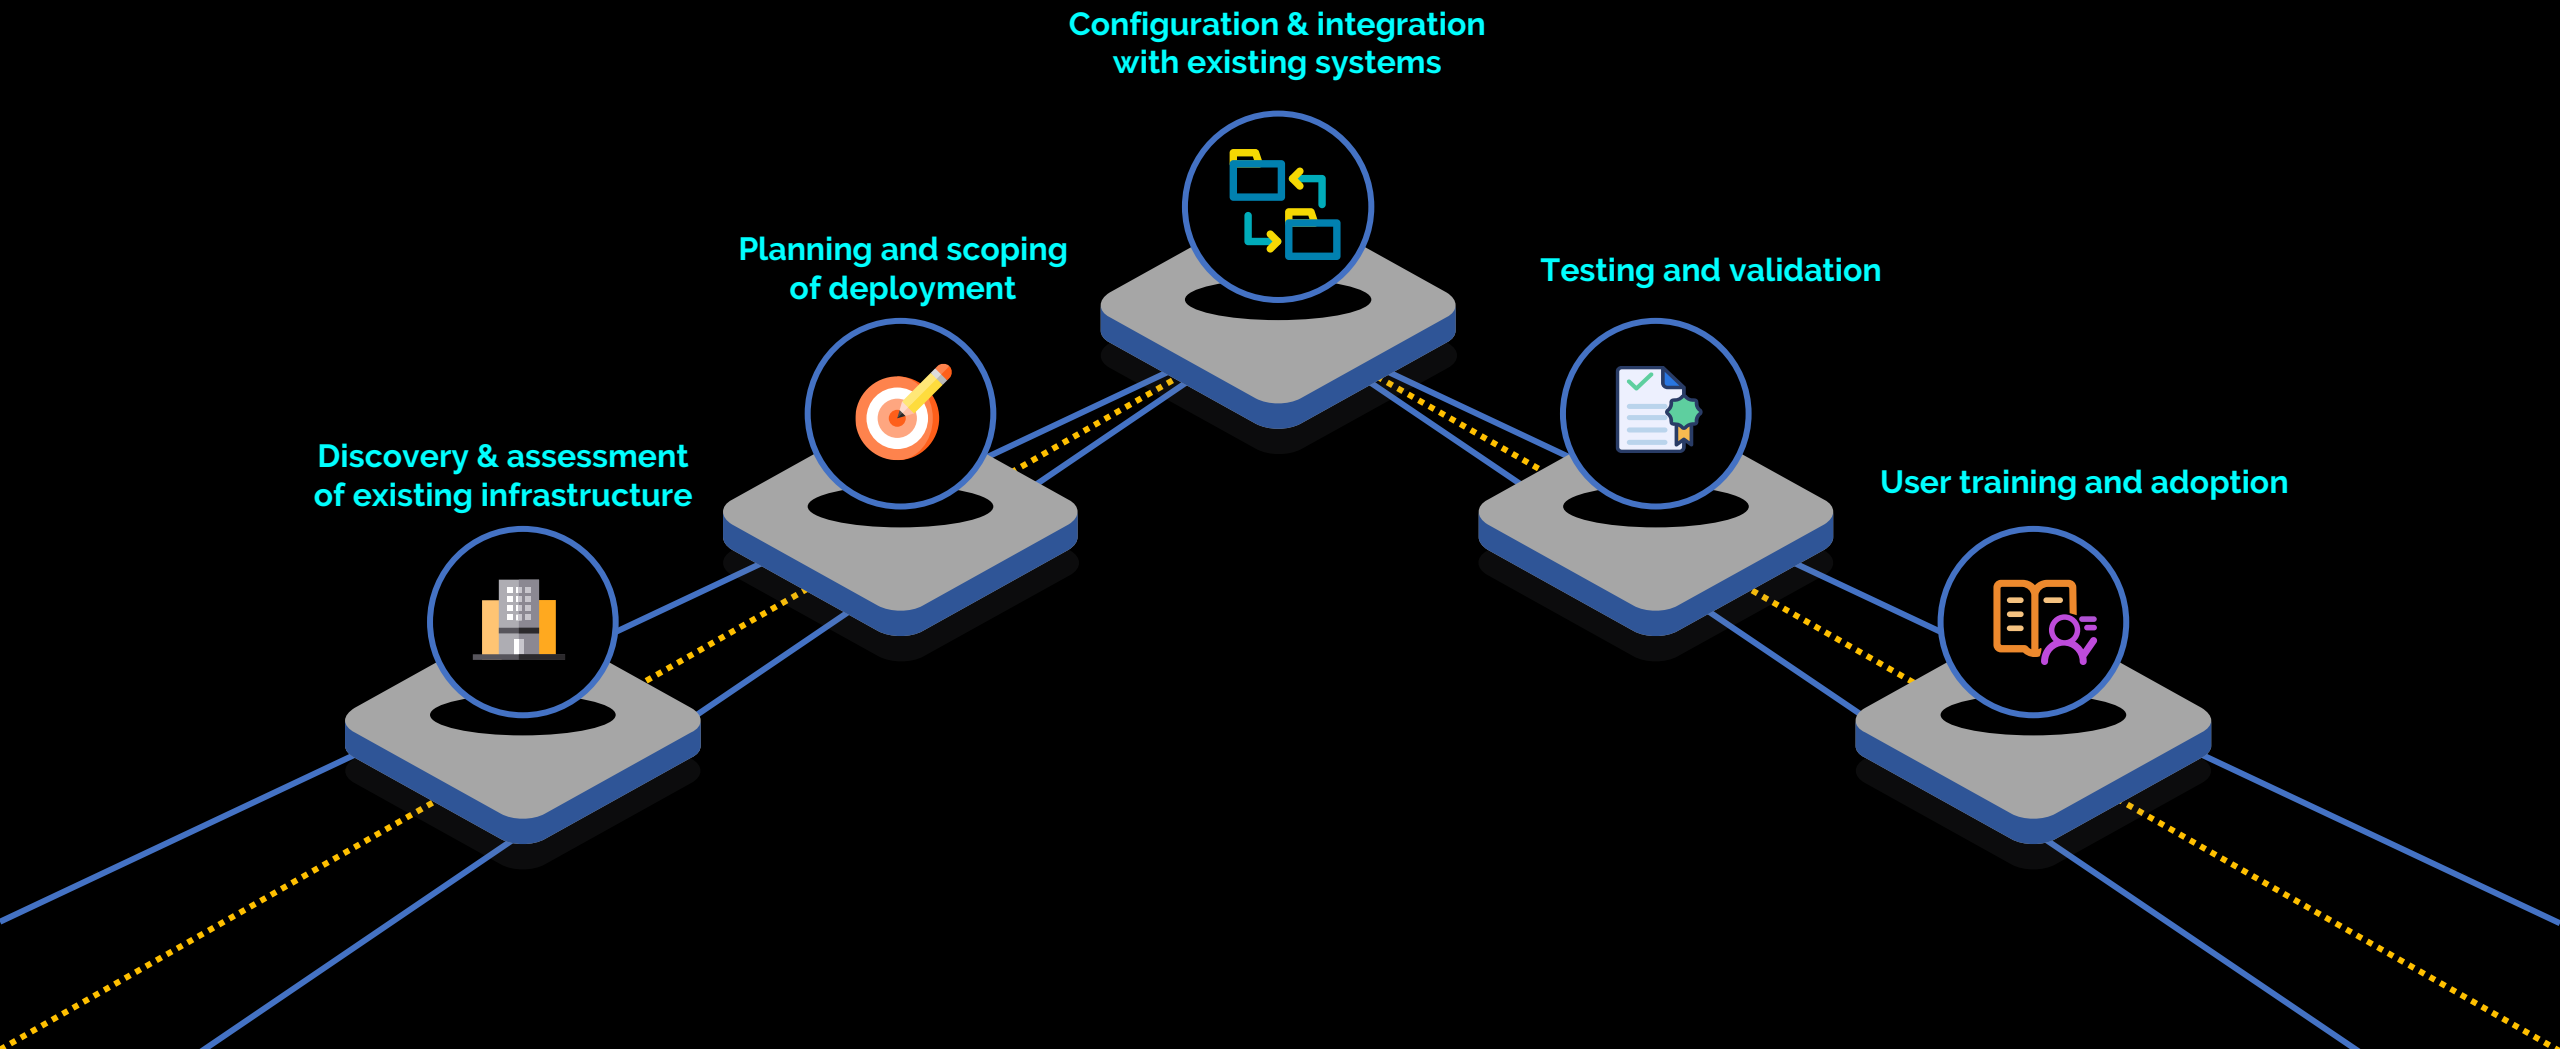 Discovery & assessment
of existing infrastructure
Planning and scoping
of deployment
Configuration & integration
with existing systems
Testing and validation
User training and adoption